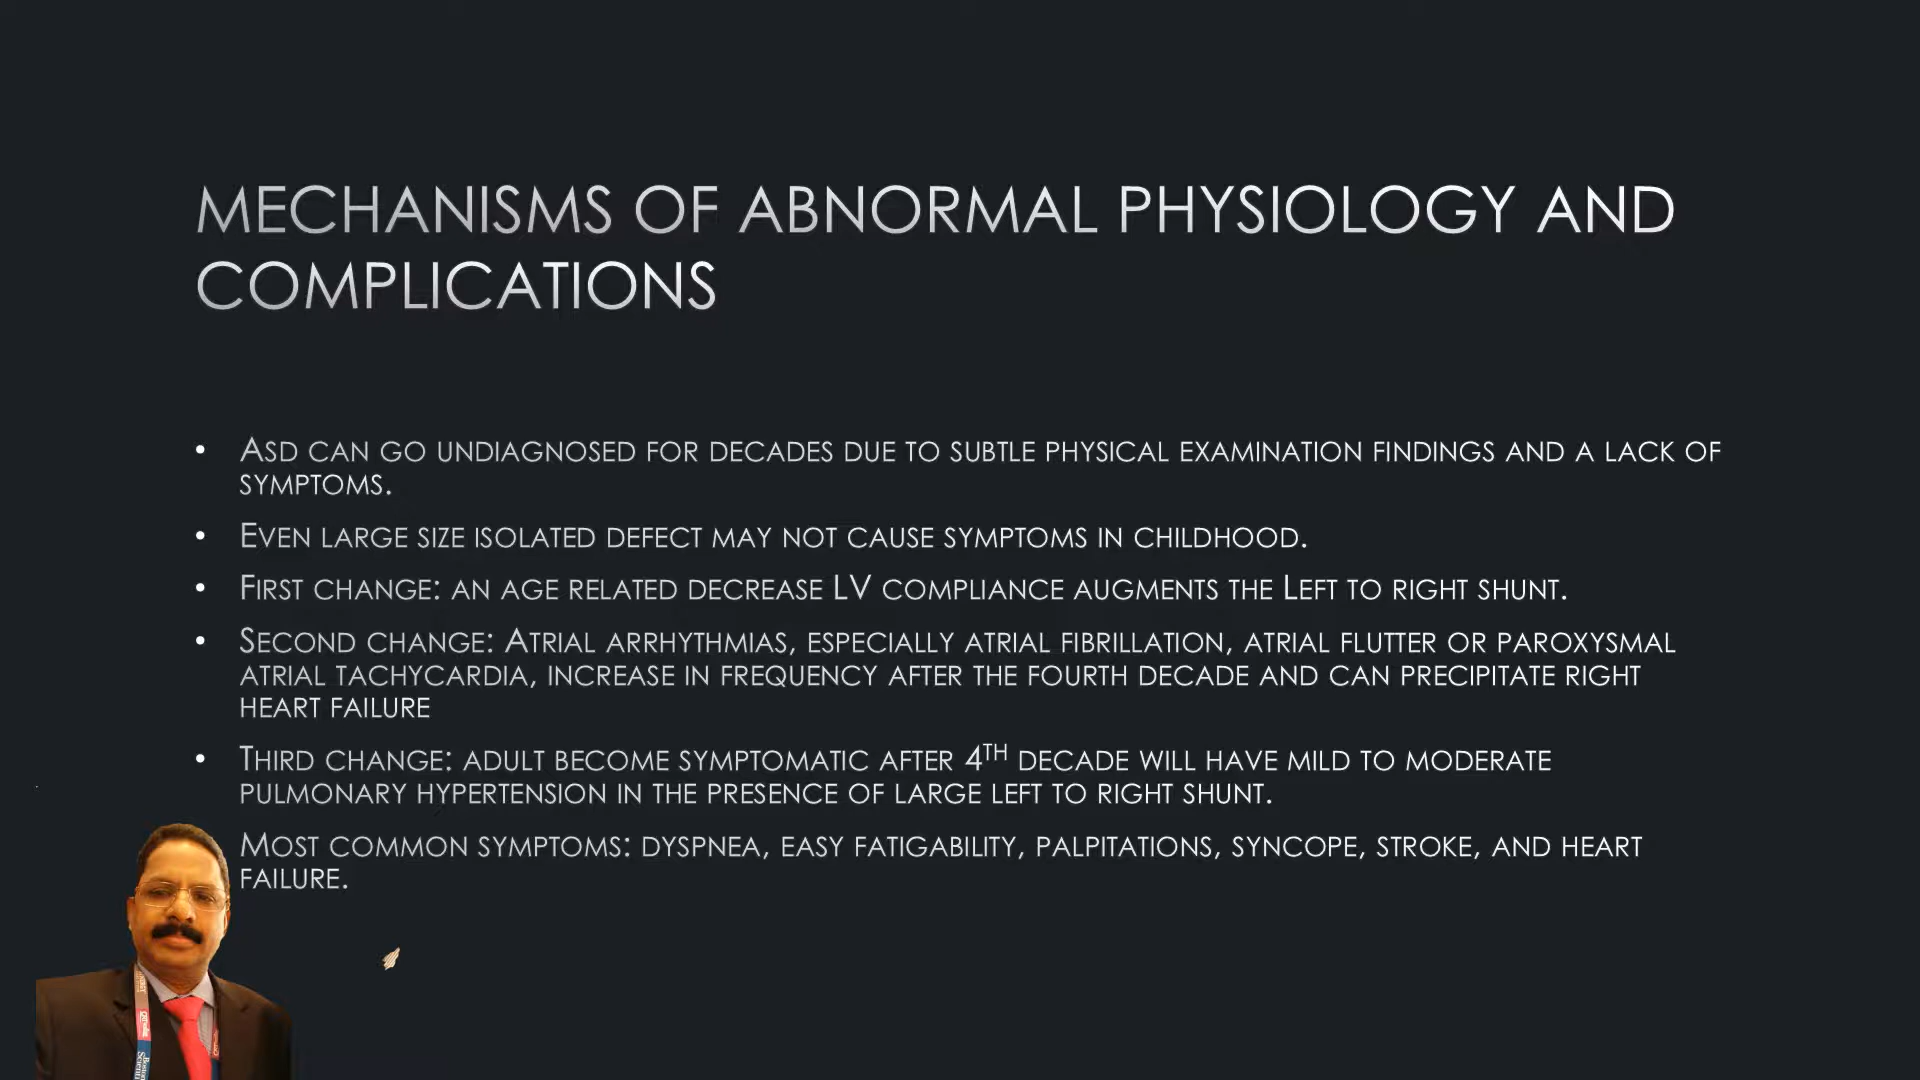 MECHANISMS OF ABNORMAL PHYSIOLOGY AND
COMPLICATIONS
• ASD CAN GO UNDIAGNOSED FOR DECADES DUE TO SUBTLE PHYSICAL EXAMINATION FINDINGS AND A LACK OF
SYMPTOMS.
• EVEN LARGE SIZE ISOLATED DEFECT MAY NOT CAUSE SYMPTOMS IN CHILDHOOD.
• FIRST CHANGE: AN AGE RELATED DECREASE LV COMPLIANCE AUGMENTS THE LEFT TO RIGHT SHUNT.
• SECOND CHANGE: ATRIAL ARRHYTHMIAS, ESPECIALLY ATRIAL FIBRILLATION, ATRIAL FLUTTER OR PAROXYSMAL
ATRIAL TACHYCARDIA, INCREASE IN FREQUENCY AFTER THE FOURTH DECADE AND CAN PRECIPITATE RIGHT
HEART FAILURE
• THIRD CHANGE: ADULT BECOME SYMPTOMATIC AFTER 4TH DECADE WILL HAVE MILD TO MODERATE
PULMONARY HYPERTENSION IN THE PRESENCE OF LARGE LEFT TO RIGHT SHUNT.
MOST COMMON SYMPTOMS: DYSPNEA, EASY FATIGABILITY, PALPITATIONS, SYNCOPE, STROKE, AND HEART
FAILURE.